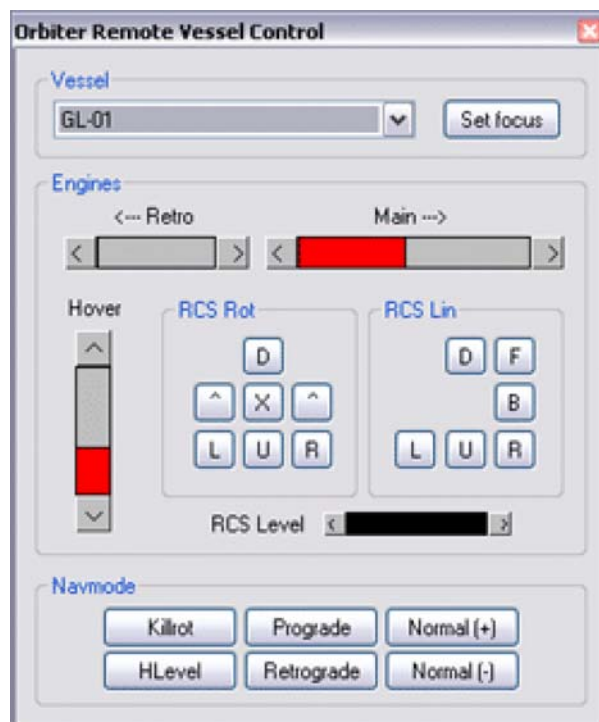 Orbiter Remote Vessel Control
Vessel
GL-01
Set focus
Engines
<--- Retro
Main --->
< > < >
Hover
RCS Rot
RCS Lin
D
^ X ^
L U R
D F
B
L U R
RCS Level < >
Navmode
Killrot Prograde Normal (+)
HLevel Retrograde Normal (-)